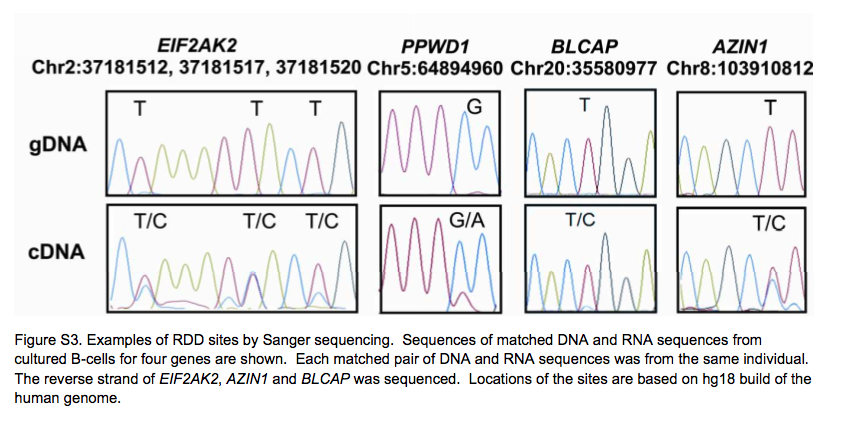 EIF2AK2 PPWD1 BLCAP AZIN1
Chr2:37181512, 37181517, 37181520 Chr5:64894960 Chr20:35580977 Chr8:103910812
gDNA T T T G T T
cDNA T/C T/C T/C G/A T/C T/C
Figure S3. Examples of RDD sites by Sanger sequencing. Sequences of matched DNA and RNA sequences from
cultured B-cells for four genes are shown. Each matched pair of DNA and RNA sequences was from the same individual.
The reverse strand of EIF2AK2, AZIN1 and BLCAP was sequenced. Locations of the sites are based on hg18 build of the
human genome.